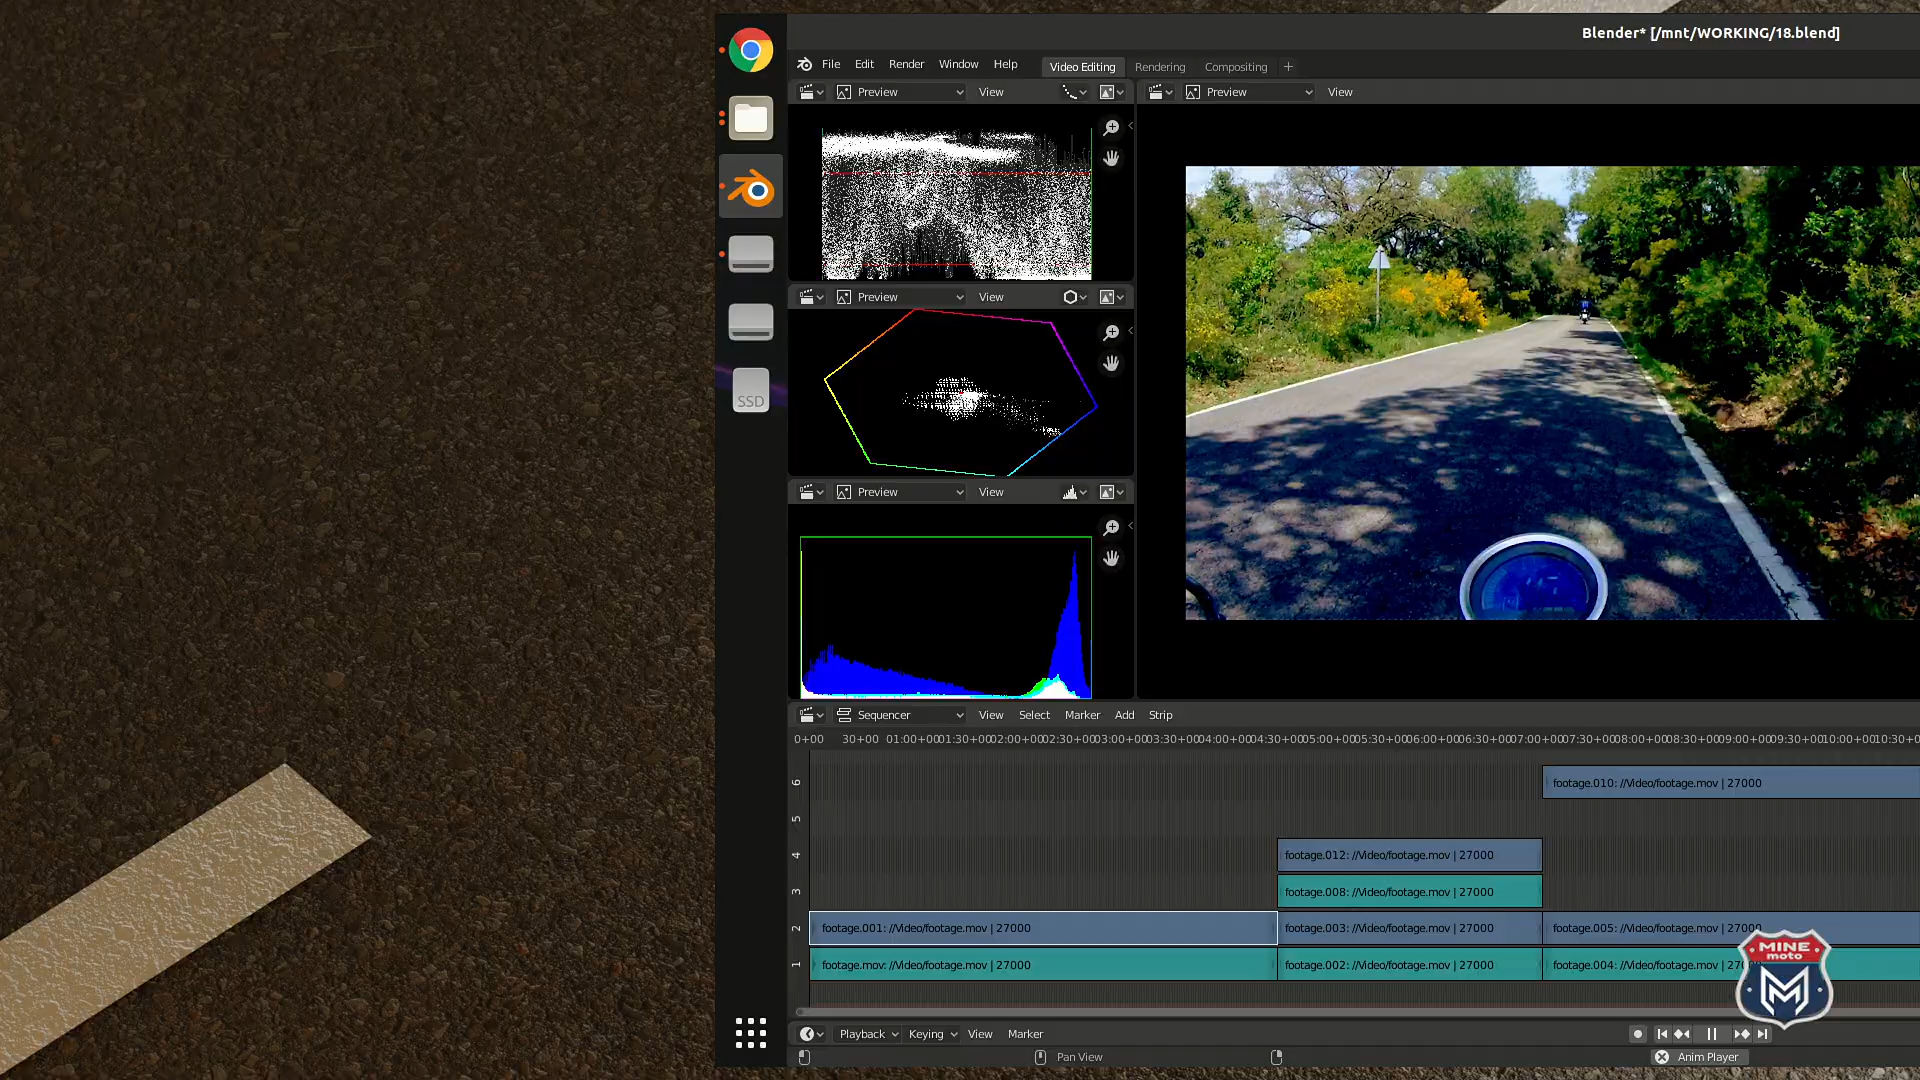 Blender* [/mnt/WORKING/18.blend]
File Edit Render Window Help Video Editing Rendering Compositing +
Preview View Preview View
Preview View
SSD
Preview View
Sequencer View Select Marker Add Strip
0+00 30+00 01:00+00 01:30+00 02:00+00 02:30+00 03:00+00 03:30+00 04:00+00 04:30+00 05:00+00 05:30+00 06:00+00 06:30+00 07:00+00 07:30+00 08:00+00 08:30+00 09:00+00 09:30+00 10:00+00 10:30+0
6 footage.010: //Video/footage.mov | 27000
5
4 footage.012: //Video/footage.mov | 27000
3 footage.008: //Video/footage.mov | 27000
2 footage.001: //Video/footage.mov | 27000 footage.003: //Video/footage.mov | 27000 footage.005: //Video/footage.mov | 27000
1 footage.mov: //Video/footage.mov | 27000 footage.002: //Video/footage.mov | 27000 footage.004: //Video/footage.mov | 270
MINE
moto
Playback Keying View Marker
Pan View Anim Player